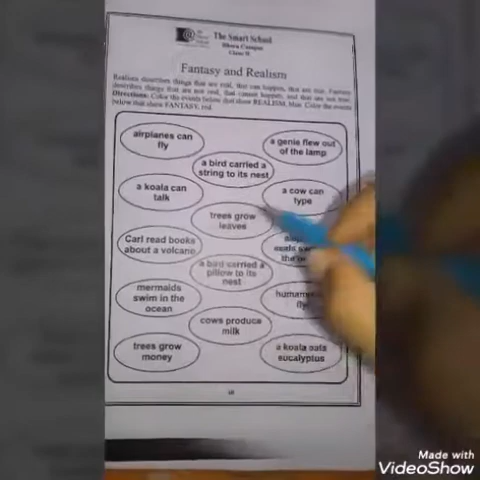 The Smart School
Bhera Campus
Class II
Fantasy and Realism
Realism describes things that are real, that can happen, that are true. Fantasy
describes things that are not real, that cannot happen, and that are not true.
Directions: Color the events below that show REALISM, blue. Color the events
below that show FANTASY, red.
airplanes can
fly
a genie flew out
of the lamp
a bird carried a
string to its nest
a koala can
talk
a cow can
type
trees grow
leaves
Carl read books
about a volcano
a bird carried a
pillow to its
nest
mermaids
swim in the
ocean
fly
cows produce
milk
trees grow
money
a koala eats
eucalyptus
Made with
VideoShow